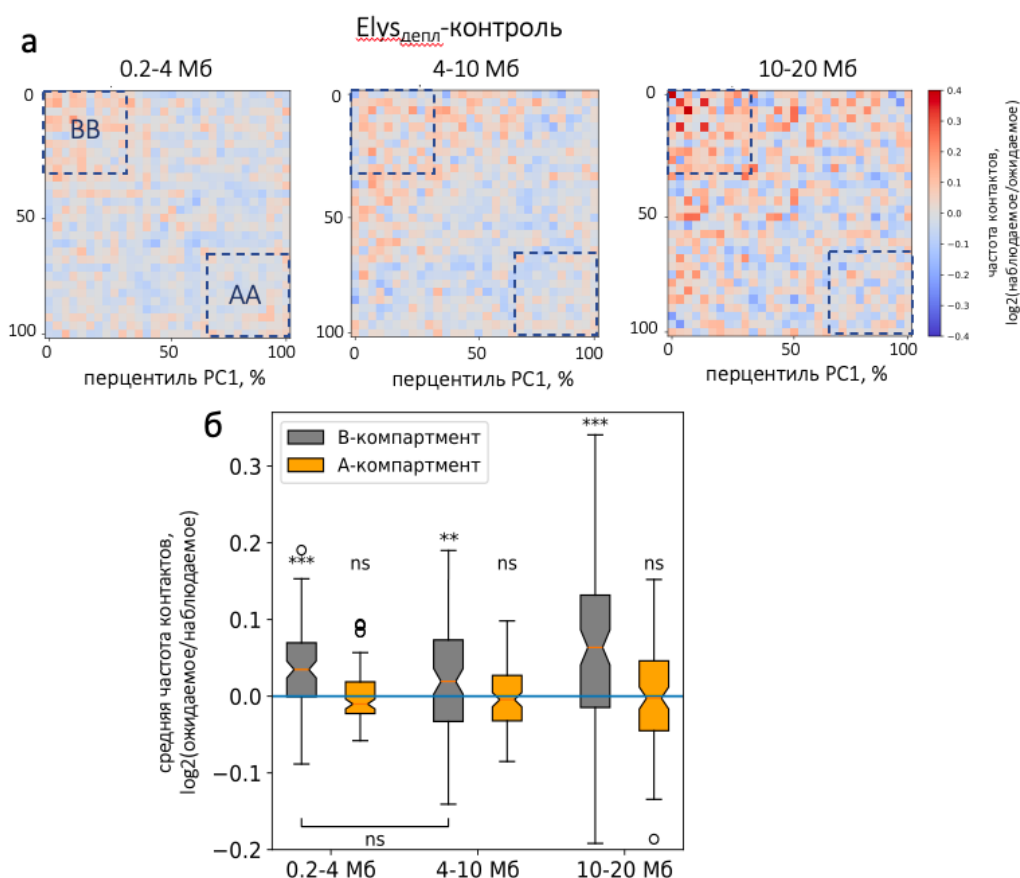 а
Elysдепл-контроль
0.2-4 Мб
4-10 Мб
10-20 Мб
0
50
100
BB
AA
0
50
100
перцентиль PC1, %
0
50
100
0
50
100
перцентиль PC1, %
0
50
100
0
50
100
перцентиль PC1, %
0.4
0.3
0.2
0.1
0.0
−0.1
−0.2
−0.3
−0.4
частота контактов,
log2(наблюдаемое/ожидаемое)
б
В-компартмент
А-компартмент
средняя частота контактов,
log2(ожидаемое/наблюдаемое)
0.3
0.2
0.1
0.0
−0.1
−0.2
***
ns
**
ns
***
ns
ns
0.2-4 Мб
4-10 Мб
10-20 Мб